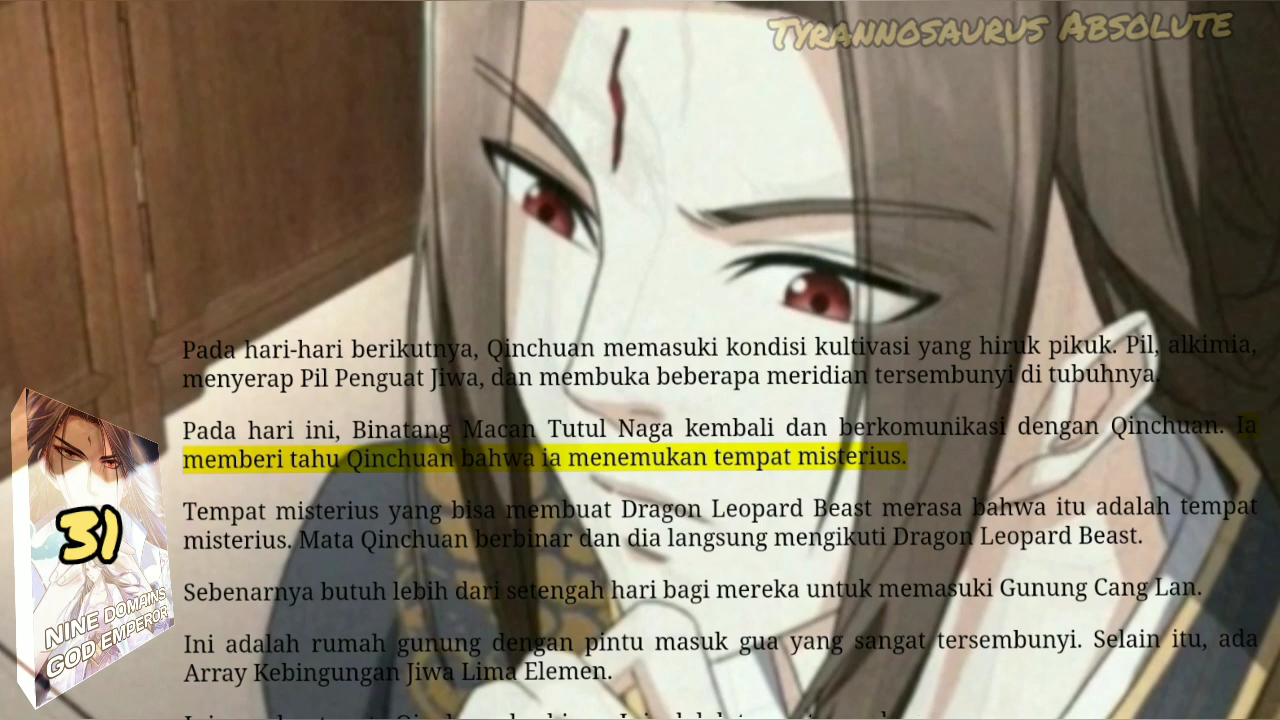 TYRANNOSAURUS ABSOLUTE
Pada hari-hari berikutnya, Qinchuan memasuki kondisi kultivasi yang hiruk pikuk. Pil, alkimia,
menyerap Pil Penguat Jiwa, dan membuka beberapa meridian tersembunyi di tubuhnya.
Pada hari ini, Binatang Macan Tutul Naga kembali dan berkomunikasi dengan Qinchuan. Ia
memberi tahu Qinchuan bahwa ia menemukan tempat misterius.
Tempat misterius yang bisa membuat Dragon Leopard Beast merasa bahwa itu adalah tempat
misterius. Mata Qinchuan berbinar dan dia langsung mengikuti Dragon Leopard Beast.
Sebenarnya butuh lebih dari setengah hari bagi mereka untuk memasuki Gunung Cang Lan.
Ini adalah rumah gunung dengan pintu masuk gua yang sangat tersembunyi. Selain itu, ada
Array Kebingungan Jiwa Lima Elemen.
31
NINE DOMAINS
GOD EMPEROR